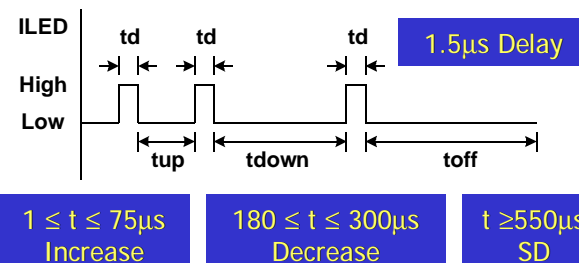 ILED
td td td
1.5µs Delay
High
Low
tup tdown toff
1 ≤ t ≤ 75µs
Increase
180 ≤ t ≤ 300µs
Decrease
t ≥550µs
SD